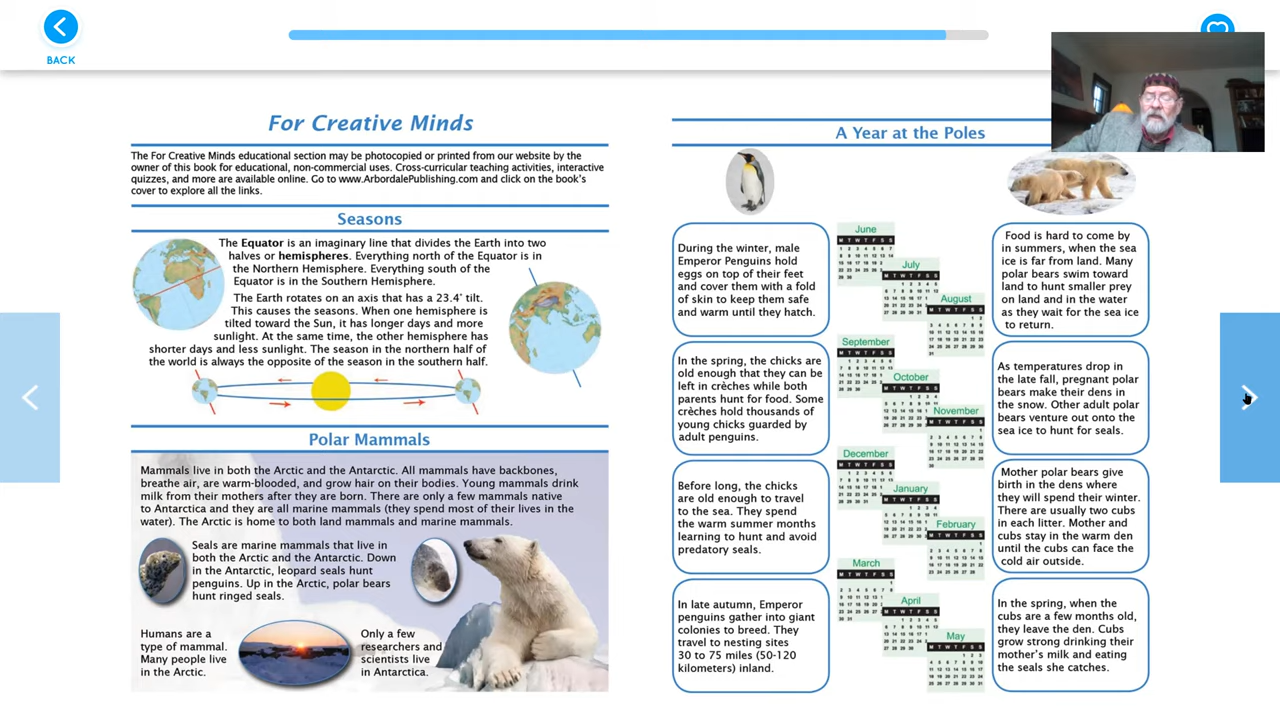 BACK
For Creative Minds
The For Creative Minds educational section may be photocopied or printed from our website by the
owner of this book for educational, non-commercial uses. Cross-curricular teaching activities, interactive
quizzes, and more are available online. Go to www.ArbordalePublishing.com and click on the book's
cover to explore all the links.
Seasons
The Equator is an imaginary line that divides the Earth into two
halves or hemispheres. Everything north of the Equator is in
the Northern Hemisphere. Everything south of the
Equator is in the Southern Hemisphere.
The Earth rotates on an axis that has a 23.4° tilt.
This causes the seasons. When one hemisphere is
tilted toward the Sun, it has longer days and more
sunlight. At the same time, the other hemisphere has
shorter days and less sunlight. The season in the northern half of
the world is always the opposite of the season in the southern half.
Polar Mammals
Mammals live in both the Arctic and the Antarctic. All mammals have backbones,
breathe air, are warm-blooded, and grow hair on their bodies. Young mammals drink
milk from their mothers after they are born. There are only a few mammals native
to Antarctica and they are all marine mammals (they spend most of their lives in the
water). The Arctic is home to both land mammals and marine mammals.
Seals are marine mammals that live in
both the Arctic and the Antarctic. Down
in the Antarctic, leopard seals hunt
penguins. Up in the Arctic, polar bears
hunt ringed seals.
Humans are a
type of mammal.
Many people live
in the Arctic.
Only a few
researchers and
scientists live
in Antarctica.
A Year at the Poles
During the winter, male
Emperor Penguins hold
eggs on top of their feet
and cover them with a fold
of skin to keep them safe
and warm until they hatch.
In the spring, the chicks are
old enough that they can be
left in crèches while both
parents hunt for food. Some
crèches hold thousands of
young chicks guarded by
adult penguins.
Before long, the chicks
are old enough to travel
to the sea. They spend
the warm summer months
learning to hunt and avoid
predatory seals.
In late autumn, Emperor
penguins gather into giant
colonies to breed. They
travel to nesting sites
30 to 75 miles (50-120
kilometers) inland.
June
July
August
September
October
November
December
January
February
March
April
May
Food is hard to come by
in summers, when the sea
ice is far from land. Many
polar bears swim toward
land to hunt smaller prey
on land and in the water
as they wait for the sea ice
to return.
As temperatures drop in
the late fall, pregnant polar
bears make their dens in
the snow. Other adult polar
bears venture out onto the
sea ice to hunt for seals.
Mother polar bears give
birth in the dens where
they will spend their winter.
There are usually two cubs
in each litter. Mother and
cubs stay in the warm den
until the cubs can face the
cold air outside.
In the spring, when the
cubs are a few months old,
they leave the den. Cubs
grow strong drinking their
mother's milk and eating
the seals she catches.